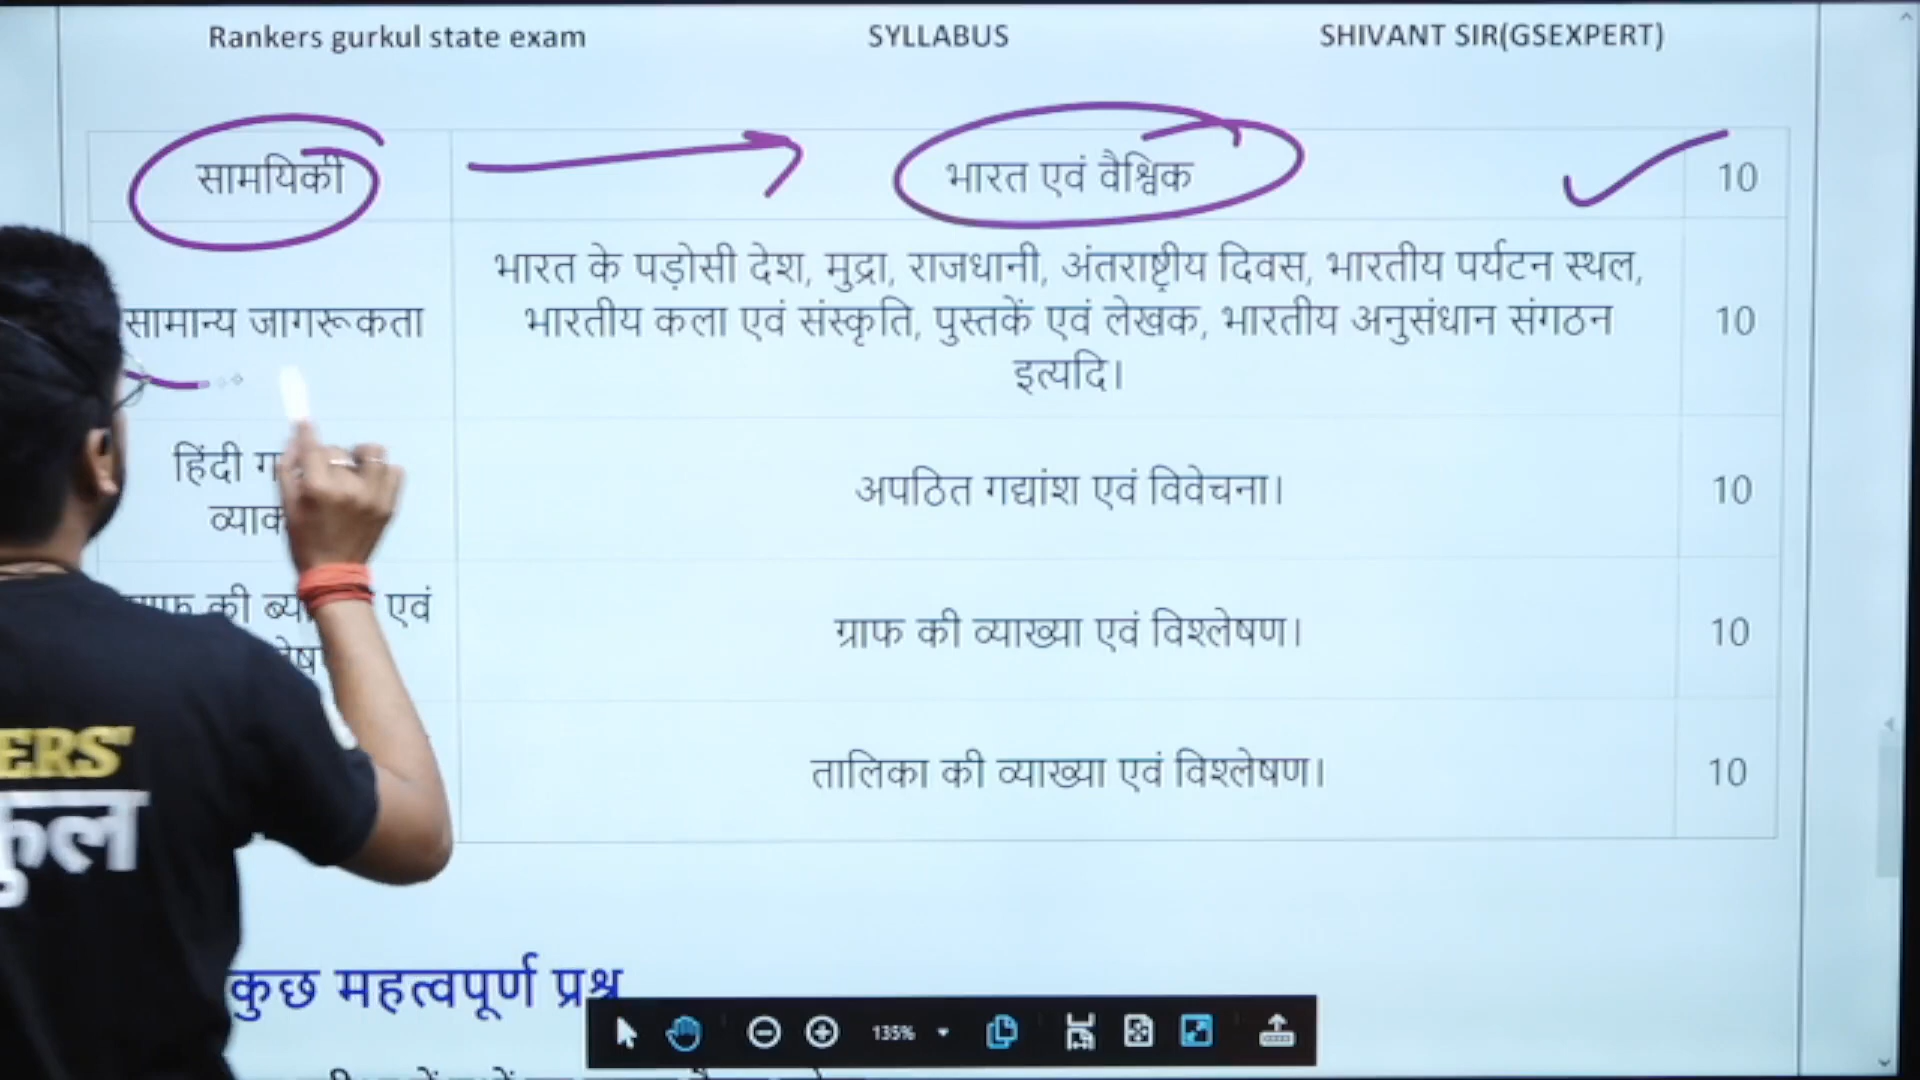 Rankers gurkul state exam SYLLABUS SHIVANT SIR(GSEXPERT)
सामयिकी भारत एवं वैश्विक 10
भारत के पड़ोसी देश, मुद्रा, राजधानी, अंतराष्ट्रीय दिवस, भारतीय पर्यटन स्थल,
सामान्य जागरूकता भारतीय कला एवं संस्कृति, पुस्तकें एवं लेखक, भारतीय अनुसंधान संगठन 10
इत्यदि।
हिंदी
अपठित गद्यांश एवं विवेचना। 10
की एवं
ग्राफ की व्याख्या एवं विश्लेषण। 10
तालिका की व्याख्या एवं विश्लेषण। 10
ERS'
कुल
कुछ महत्वपूर्ण प्रश्न
135%